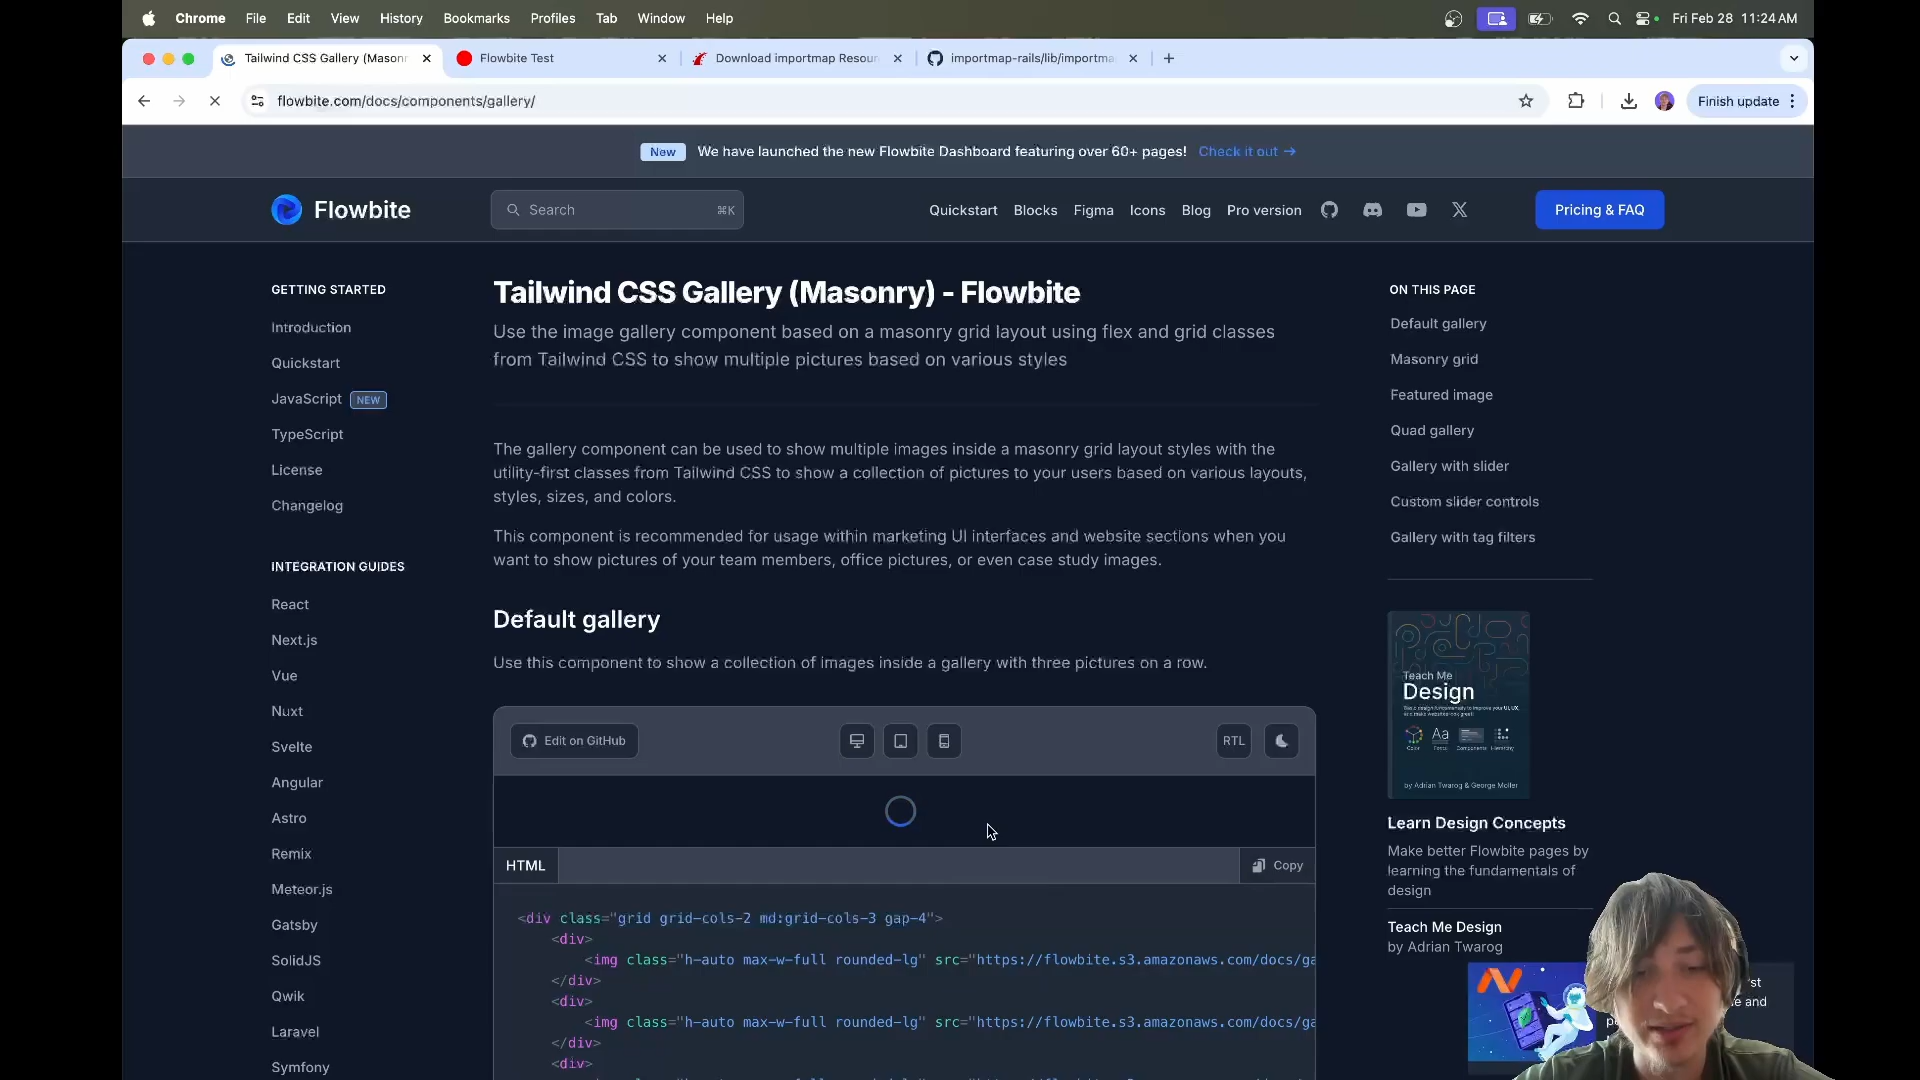 Chrome File Edit View History Bookmarks Profiles Tab Window Help Fri Feb 28 11:24 AM
Tailwind CSS Gallery (Mason Flowbite Test Download importmap Resour importmap-rails/lib/importma
flowbite.com/docs/components/gallery/ Finish update
New We have launched the new Flowbite Dashboard featuring over 60+ pages! Check it out →
Flowbite Search ⌘K Quickstart Blocks Figma Icons Blog Pro version Pricing & FAQ
GETTING STARTED
Introduction
Quickstart
JavaScript NEW
TypeScript
License
Changelog
INTEGRATION GUIDES
React
Next.js
Vue
Nuxt
Svelte
Angular
Astro
Remix
Meteor.js
Gatsby
SolidJS
Qwik
Laravel
Symfony
Tailwind CSS Gallery (Masonry) - Flowbite
Use the image gallery component based on a masonry grid layout using flex and grid classes
from Tailwind CSS to show multiple pictures based on various styles
The gallery component can be used to show multiple images inside a masonry grid layout styles with the
utility-first classes from Tailwind CSS to show a collection of pictures to your users based on various layouts,
styles, sizes, and colors.
This component is recommended for usage within marketing UI interfaces and website sections when you
want to show pictures of your team members, office pictures, or even case study images.
Default gallery
Use this component to show a collection of images inside a gallery with three pictures on a row.
Edit on GitHub RTL
HTML Copy
<div class="grid grid-cols-2 md:grid-cols-3 gap-4">
<div>
<img class="h-auto max-w-full rounded-lg" src="https://flowbite.s3.amazonaws.com/docs/ga
</div>
<div>
<img class="h-auto max-w-full rounded-lg" src="https://flowbite.s3.amazonaws.com/docs/ga
</div>
<div>
ON THIS PAGE
Default gallery
Masonry grid
Featured image
Quad gallery
Gallery with slider
Custom slider controls
Gallery with tag filters
Teach Me
Design
Color Fonts Components Hierarchy
by Adrian Twarog & George Moller
Learn Design Concepts
Make better Flowbite pages by
learning the fundamentals of
design
Teach Me Design
by Adrian Twarog